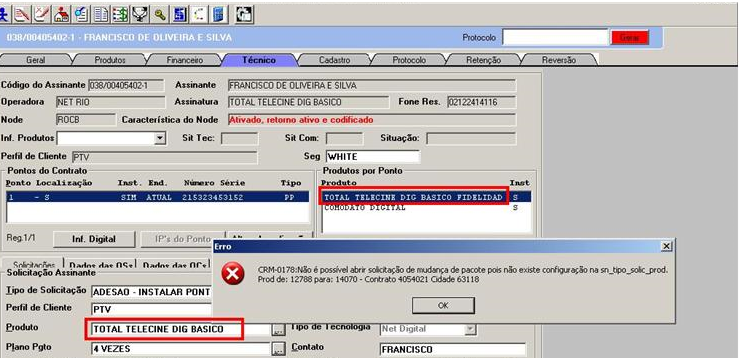 038/00405402-1 - FRANCISCO DE OLIVEIRA E SILVA
Protocolo
Gerar
Geral Produtos Financeiro Técnico Cadastro Protocolo Retenção Reversão
Código do Assinante 038/00405402-1 Assinante FRANCISCO DE OLIVEIRA E SILVA
Operadora NET RIO Assinatura TOTAL TELECINE DIG BASICO Fone Res. 02122414116
Node ROCB Característica do Node Ativado, retorno ativo e codificado
Inf. Produtos Sit Tec: Sit Com: Situação:
Perfil de Cliente PTV Seg WHITE
Pontos do Contrato Produtos por Ponto
Ponto Localização Inst. End. Número Série Tipo Produto Inst
1 - S SIM ATUAL 215323453152 PP TOTAL TELECINE DIG BASICO FIDELIDAD S
COMODATO DIGITAL S
Reg.1/1 Inf. Digital IP's do Ponto
Erro
Solicitações Dados das OSs Dados das solic
CRM-0178:Não é possível abrir solicitação de mudança de pacote pois não existe configuração na sn_tipo_solic_prod.
Prod de: 12788 para: 14070 - Contrato 4054021 Cidade 63118
OK
Solicitação Assinante
Tipo de Solicitação ADESAO - INSTALAR PONT
Perfil de Cliente PTV
Produto TOTAL TELECINE DIG BASICO ... Tipo de Tecnologia Net Digital
Plano Pgto 4 VEZES ... Contato FRANCISCO